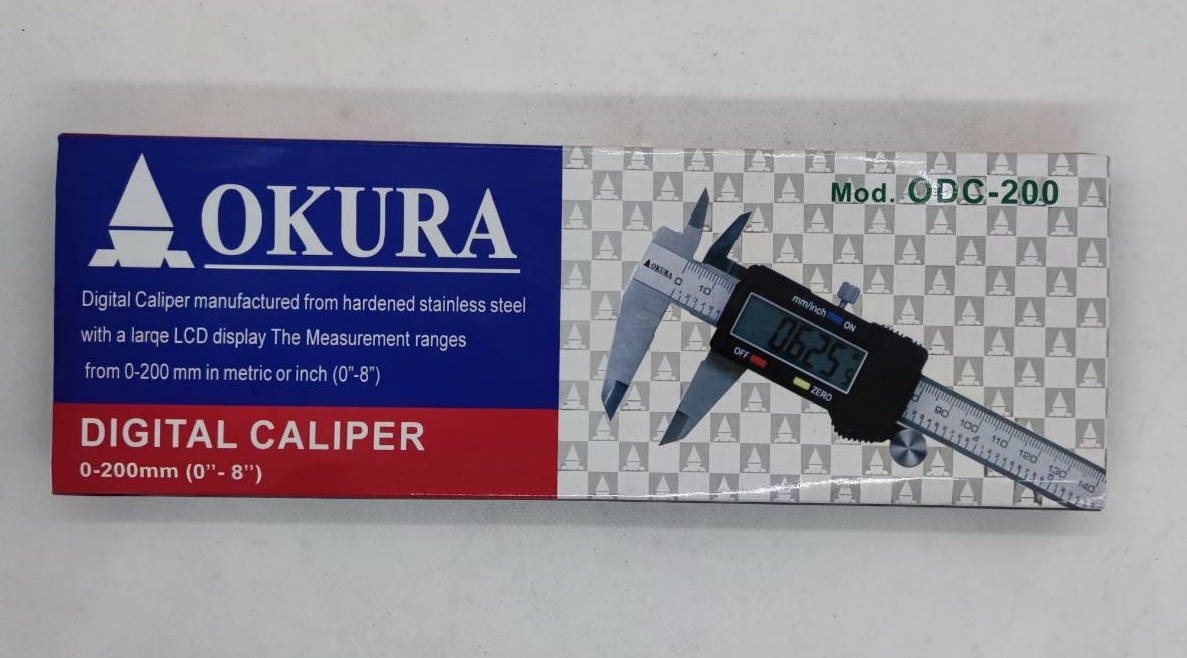 OKURA
Digital Caliper manufactured from hardened stainless steel
with a larqe LCD display The Measurement ranges
from 0-200 mm in metric or inch (0"-8")
DIGITAL CALIPER
0-200mm (0''- 8'')
Mod. ODC-200
OKURA
0 10
mm/inch ON
OFF
ZERO
90 100 110 120 130 140